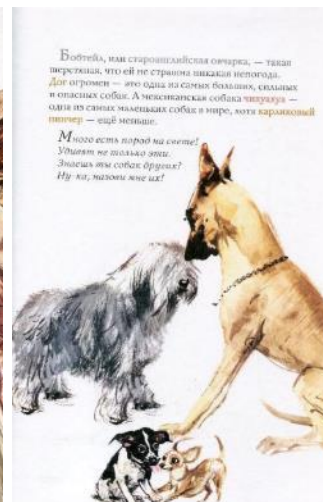 Бобтейл, или староанглийская овчарка, — такая
шерстяная, что ей не страшна никакая непогода.
Дог огромен — это одна из самых больших, сильных
и опасных собак. А мексиканская собака чихуахуа —
одна из самых маленьких собак в мире, хотя карликовый
пинчер — ещё меньше.
Много есть пород на свете!
Удивят не только эти.
Знаешь ты собак других?
Ну-ка, назови мне их!